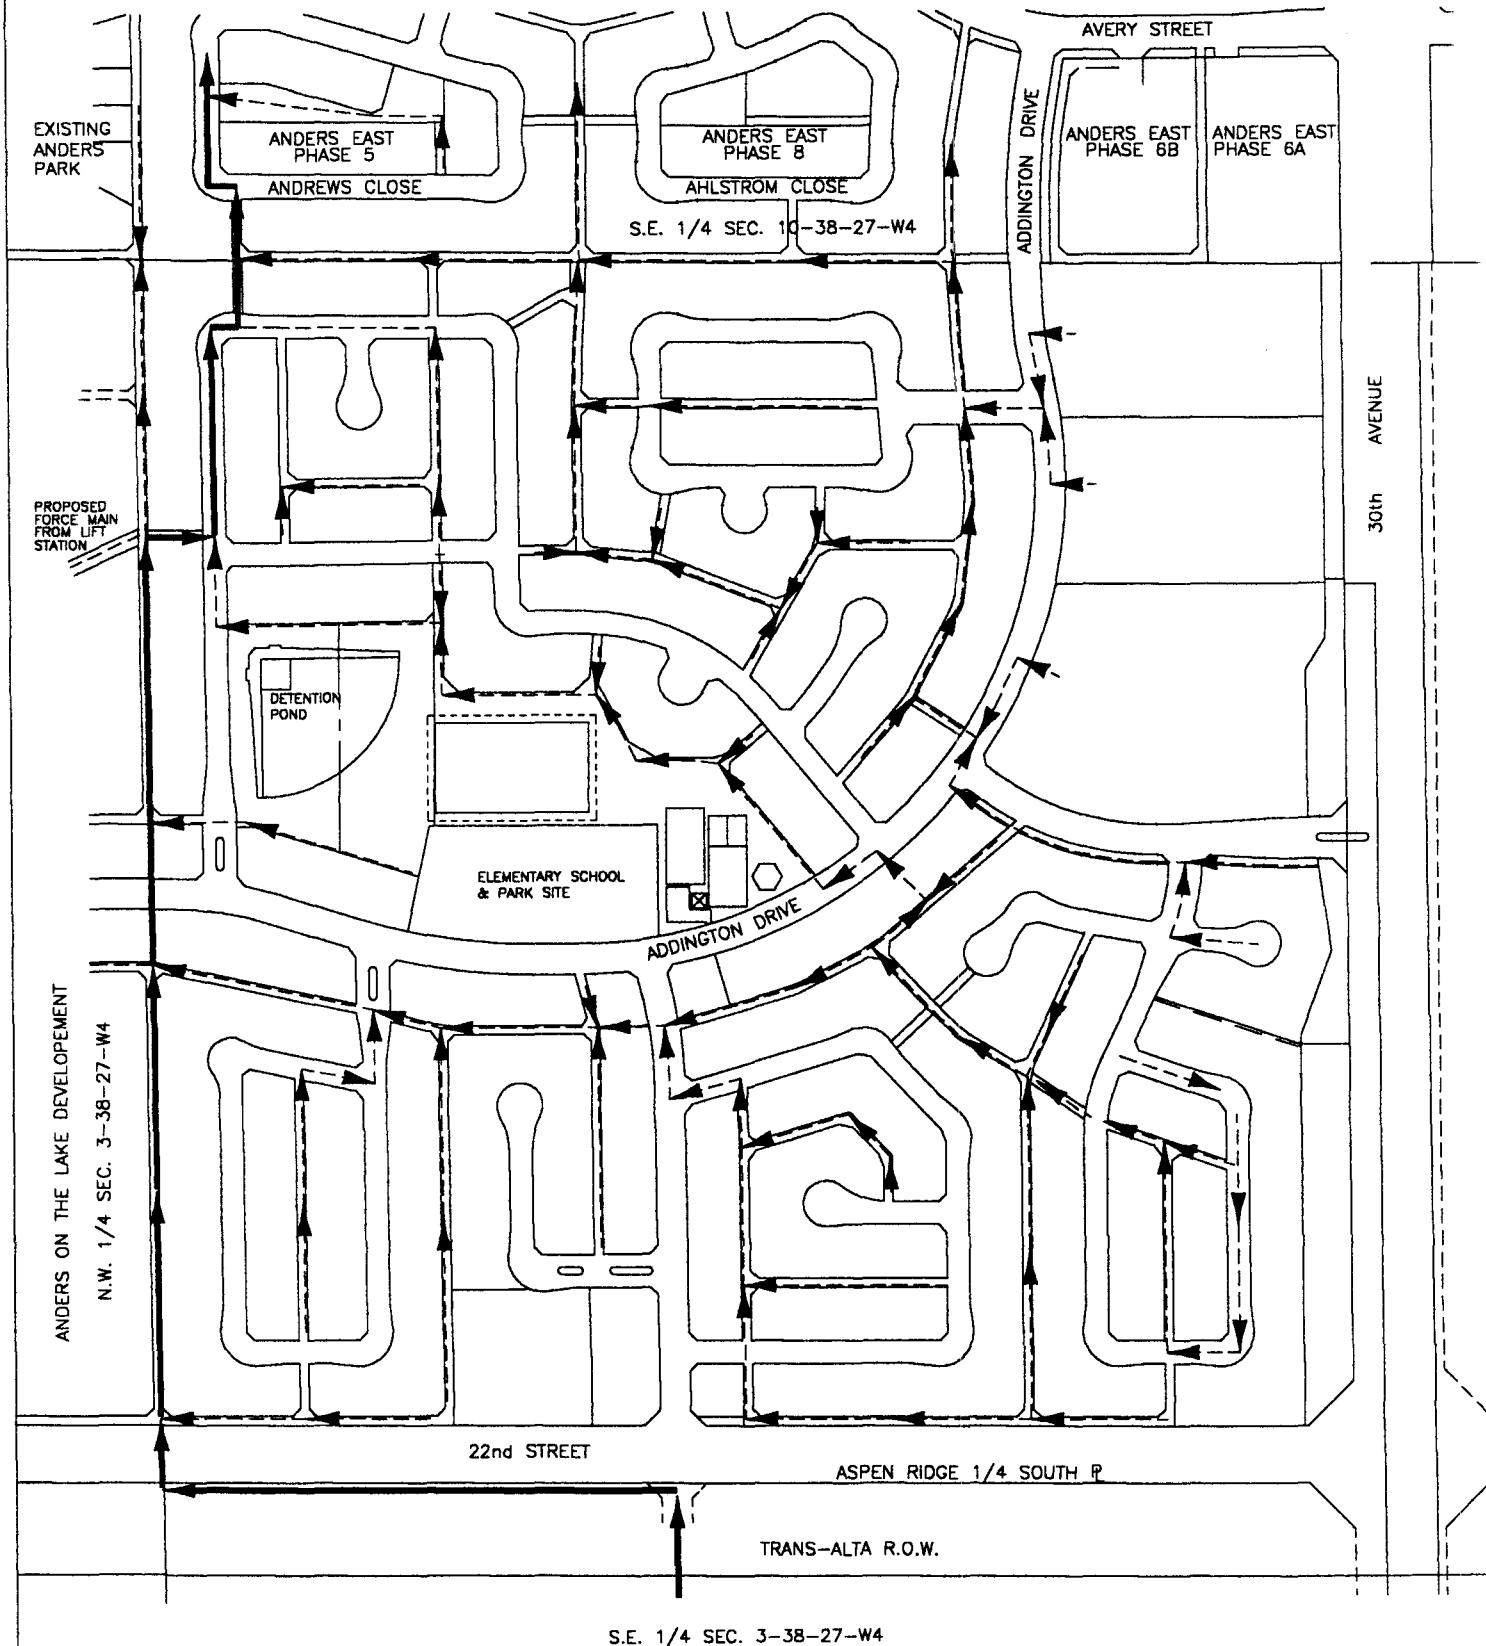 AVERY STREET
EXISTING
ANDERS
PARK
ANDERS EAST
PHASE 5
ANDREWS CLOSE
ANDERS EAST
PHASE 8
AHLSTROM CLOSE
S.E. 1/4 SEC. 10-38-27-W4
ADDINGTON DRIVE
ANDERS EAST
PHASE 6B
ANDERS EAST
PHASE 6A
30th AVENUE
PROPOSED
FORCE MAIN
FROM LIFT
STATION
DETENTION
POND
ELEMENTARY SCHOOL
& PARK SITE
ADDINGTON DRIVE
ANDERS ON THE LAKE DEVELOPEMENT
N.W. 1/4 SEC. 3-38-27-W4
22nd STREET
ASPEN RIDGE 1/4 SOUTH PL
TRANS-ALTA R.O.W.
S.E. 1/4 SEC. 3-38-27-W4